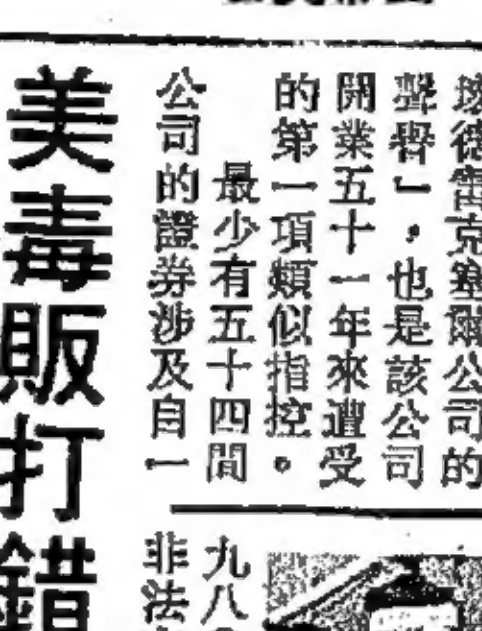 德雷克塞爾公司的
聲譽」，也是該公司
開業五十一年來遭受
的第一項類似指控。
最少有五十四間
公司的證券涉及自一
九八
非法
美毒販打錯